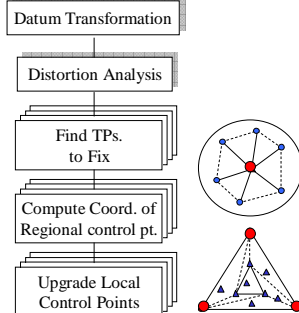 Datum Transformation
Distortion Analysis
Find TPs.
to Fix
Compute Coord. of
Regional control pt.
Upgrade Local
Control Points